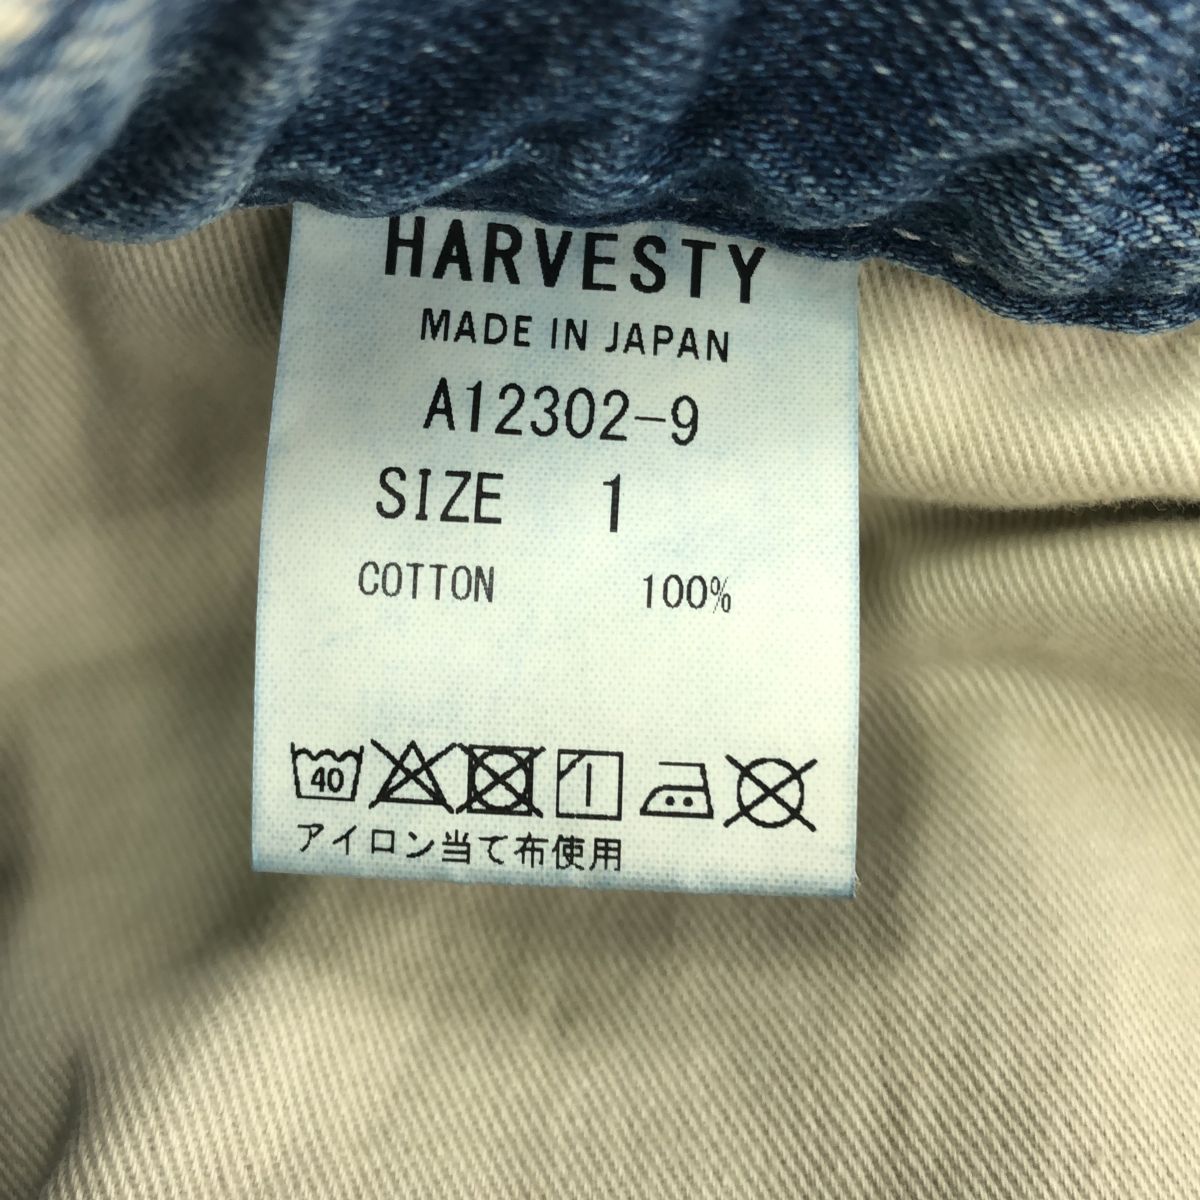 HARVESTY
MADE IN JAPAN
A12302-9
SIZE 1
COTTON 100%
40
アイロン当て布使用